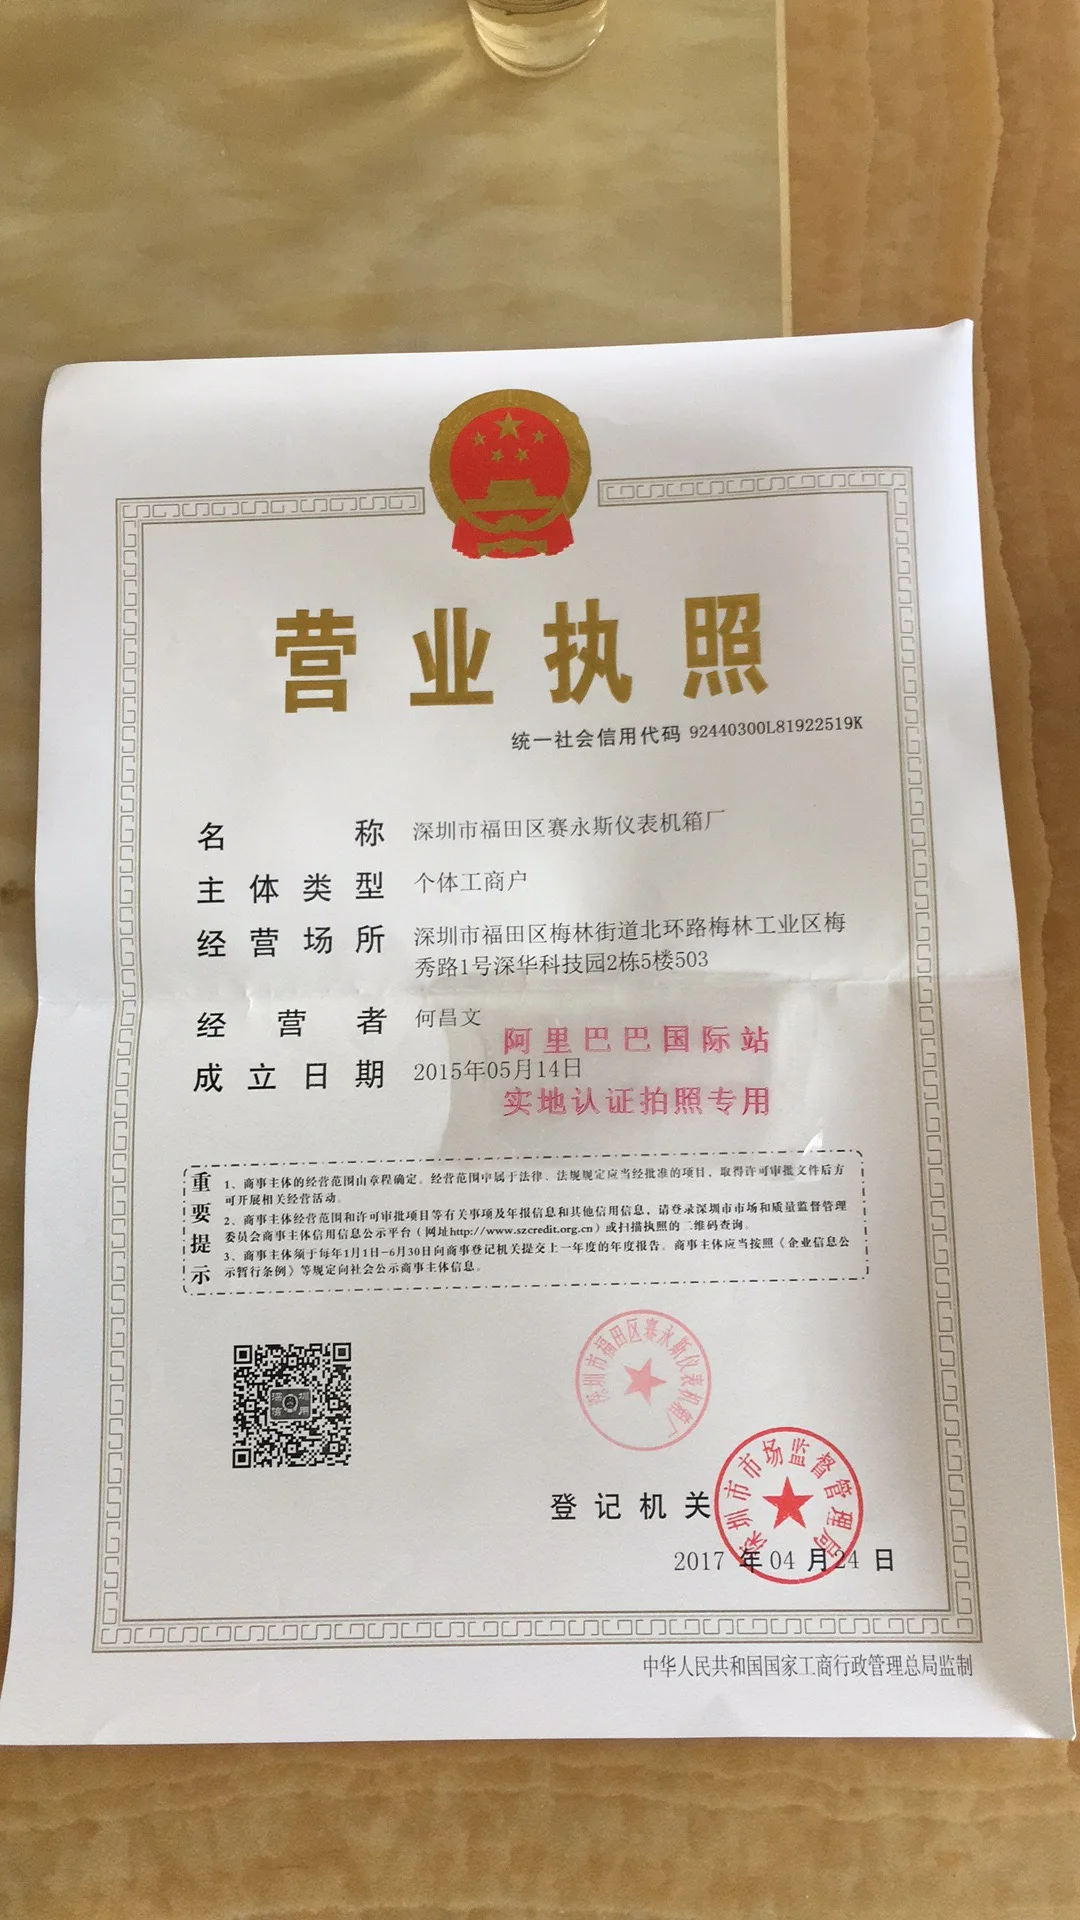 营业执照
统一社会信用代码 92440300L81922519K
名称 深圳市福田区赛永斯仪表机箱厂
主体类型 个体工商户
经营场所 深圳市福田区梅林街道北环路梅林工业区梅
秀路1号深华科技园2栋5楼503
经营者 何昌文
阿里巴巴国际站
成立日期 2015年05月14日
实地认证拍照专用
重要提示
1、商事主体的经营范围由章程确定。经营范围中属于法律、法规规定应当经批准的项目，取得许可审批文件后方
可开展相关经营活动。
2、商事主体经营范围和许可审批项目等有关事项及年报信息和其他信用信息，请登录深圳市市场和质量监督管理
委员会商事主体信用信息公示平台（网址http://www.szcredit.org.cn）或扫描执照的二维码查询。
3、商事主体须于每年1月1日-6月30日向商事登记机关提交上一年度的年度报告。商事主体应当按照《企业信息公
示暂行条例》等规定向社会公示商事主体信息。
深圳市福田区赛永斯仪表机箱厂
深圳信用
深圳市市场监督管理局
登记机关
2017年04月24日
中华人民共和国国家工商行政管理总局监制